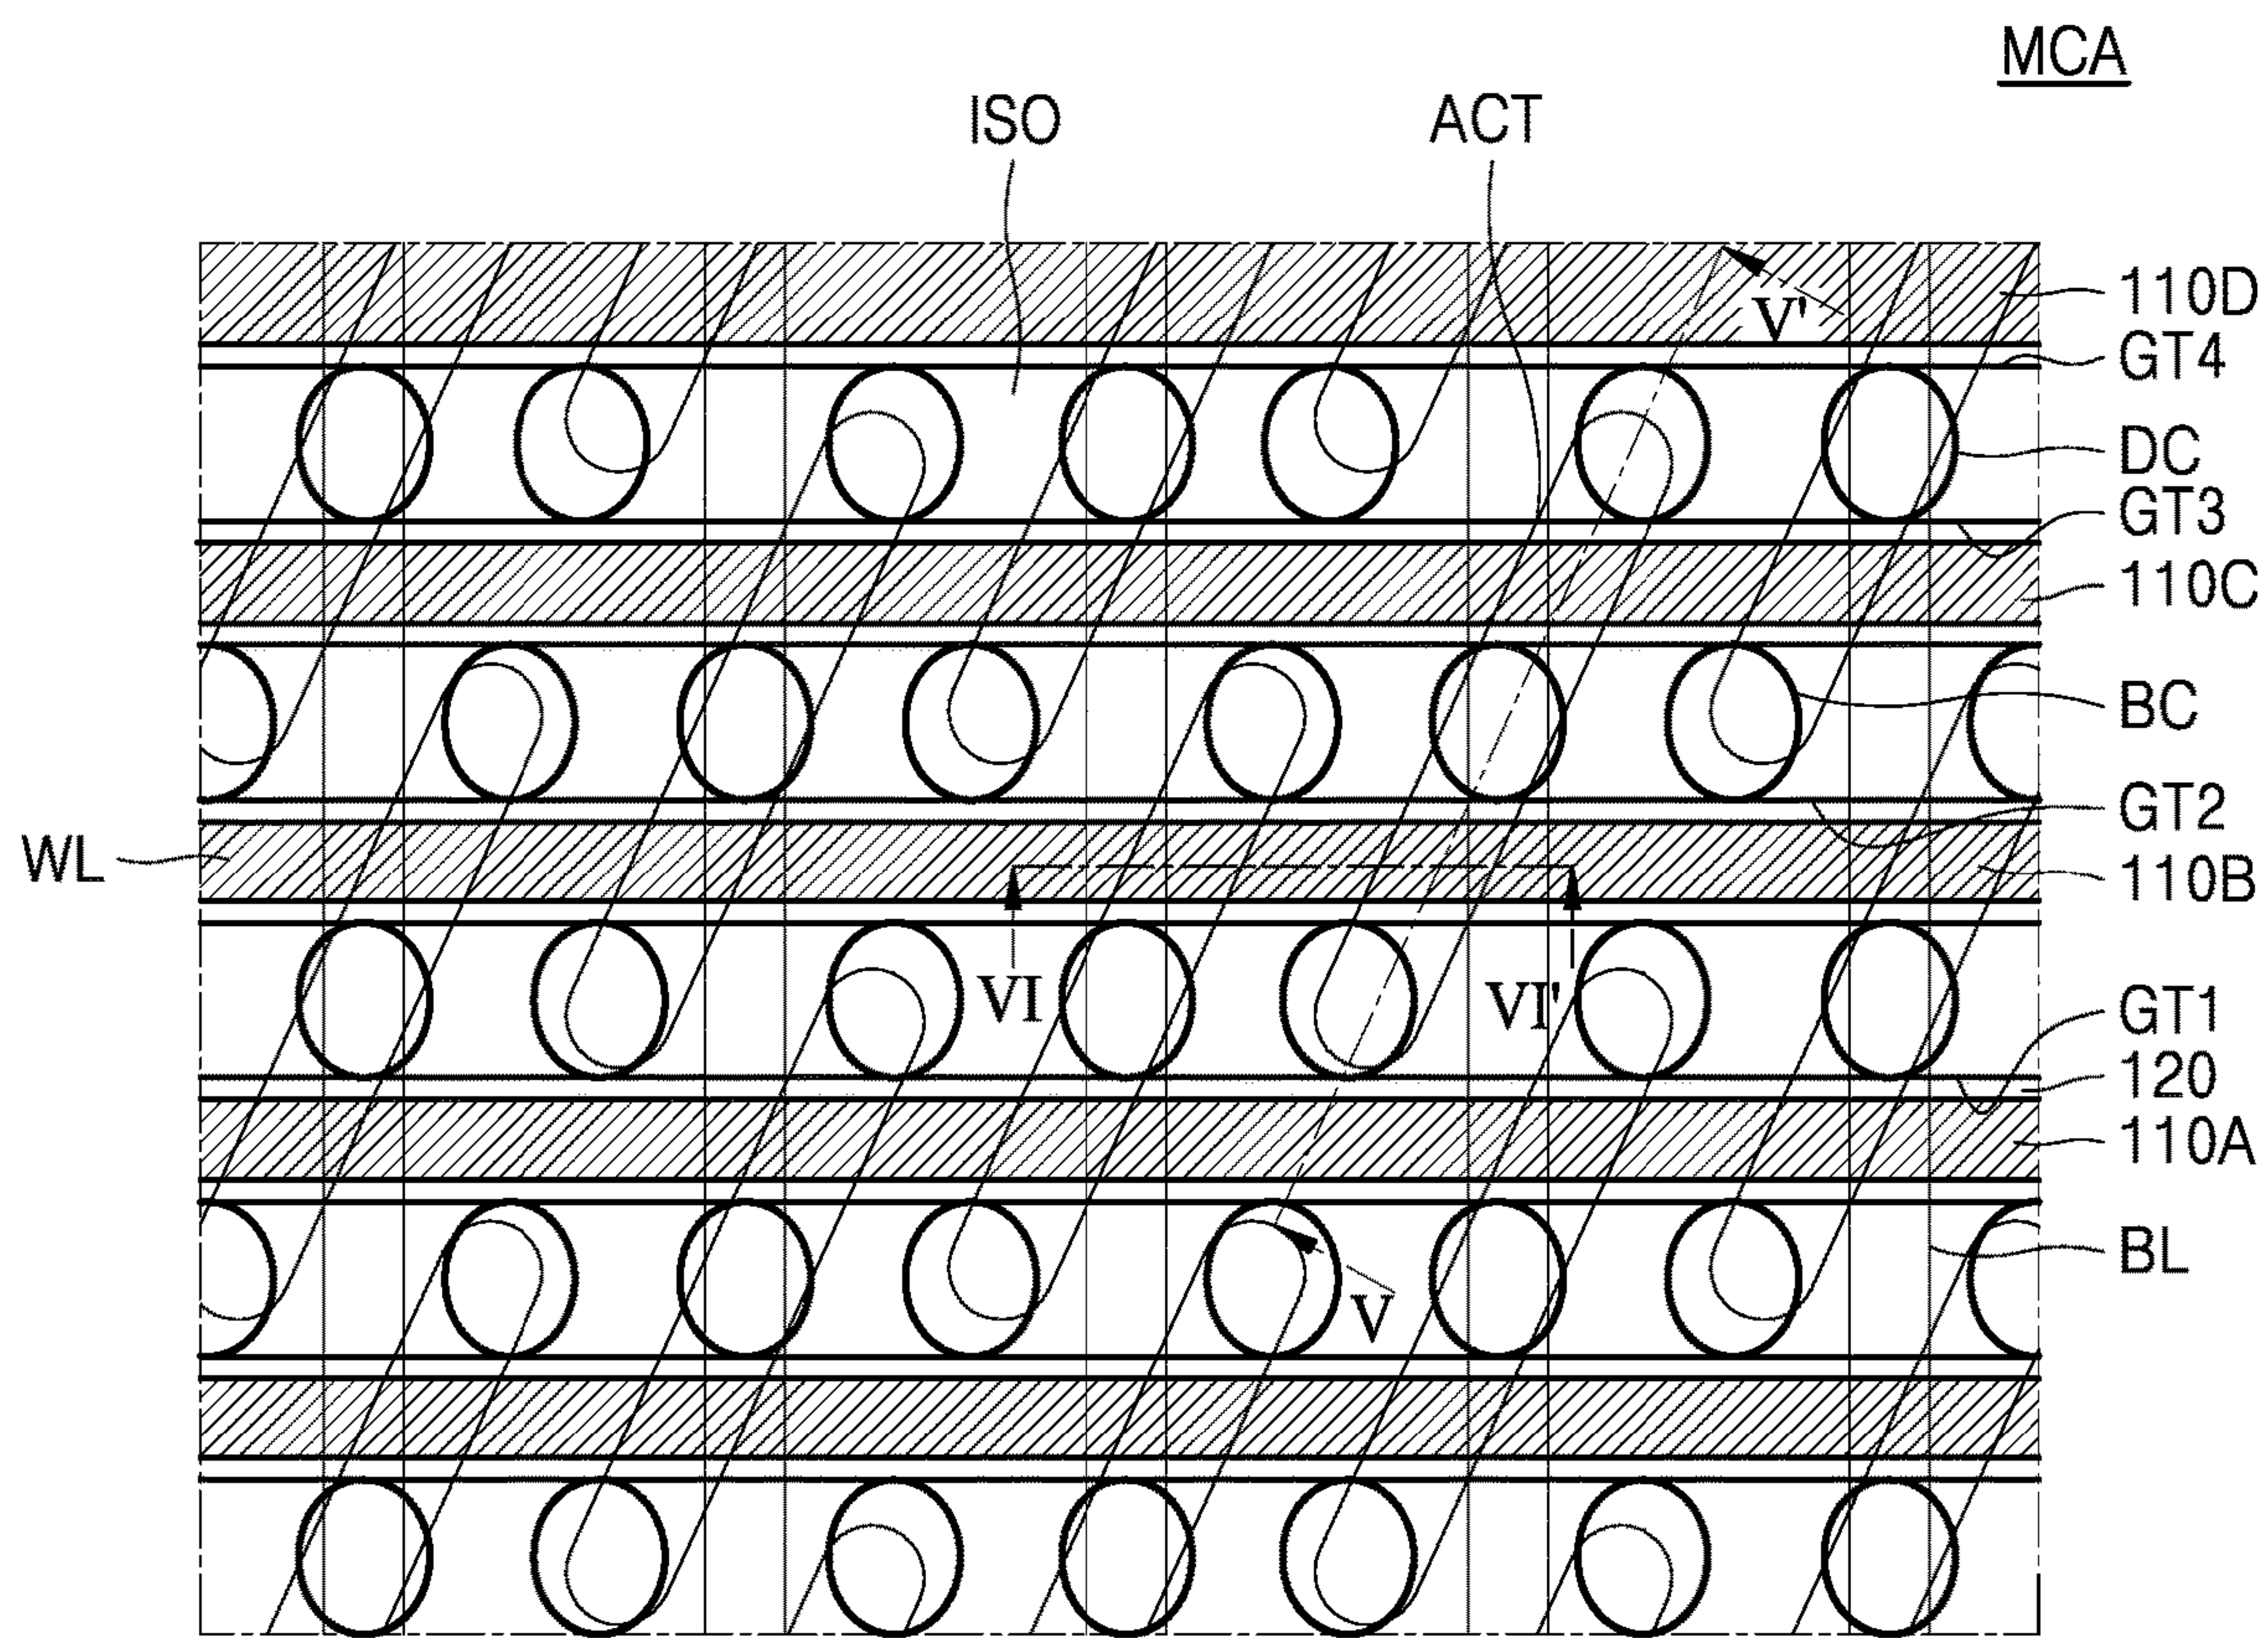 MCA
ISO
ACT
110D
V'
GT4
DC
GT3
110C
BC
GT2
WL
110B
VI
VI'
GT1
120
110A
BL
V